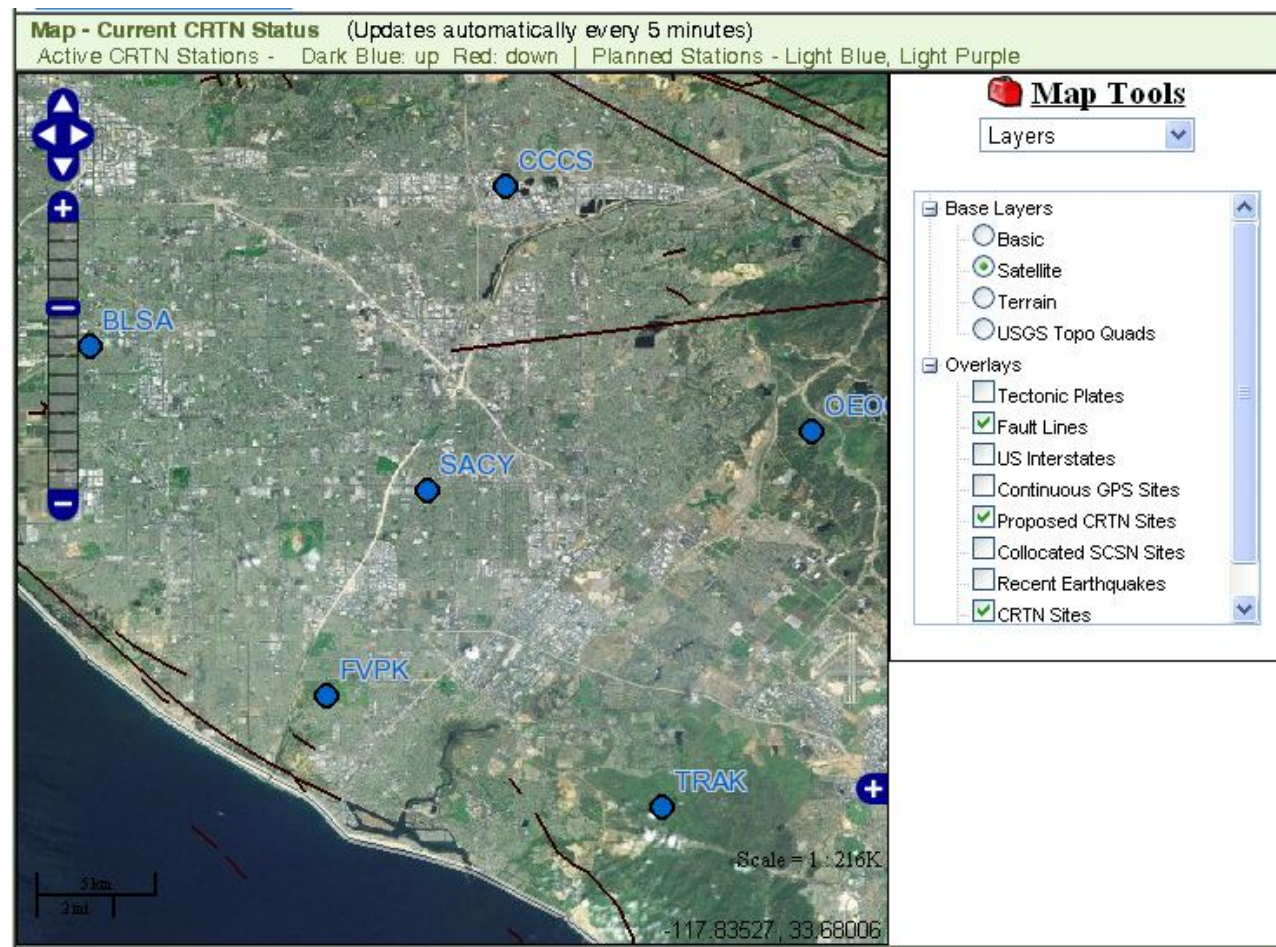 Map - Current CRTN Status (Updates automatically every 5 minutes)
Active CRTN Stations - Dark Blue: up Red: down | Planned Stations - Light Blue, Light Purple
Map Tools
Layers
CCCS
BLSA
SACY
FVPK
TRAK
Base Layers
Basic
Satellite
Terrain
USGS Topo Quads
Overlays
Tectonic Plates
Fault Lines
US Interstates
Continuous GPS Sites
Proposed CRTN Sites
Collocated SCSN Sites
Recent Earthquakes
CRTN Sites
Scale = 1 : 216K
5 km
2 mi
-117.83527, 33.68006